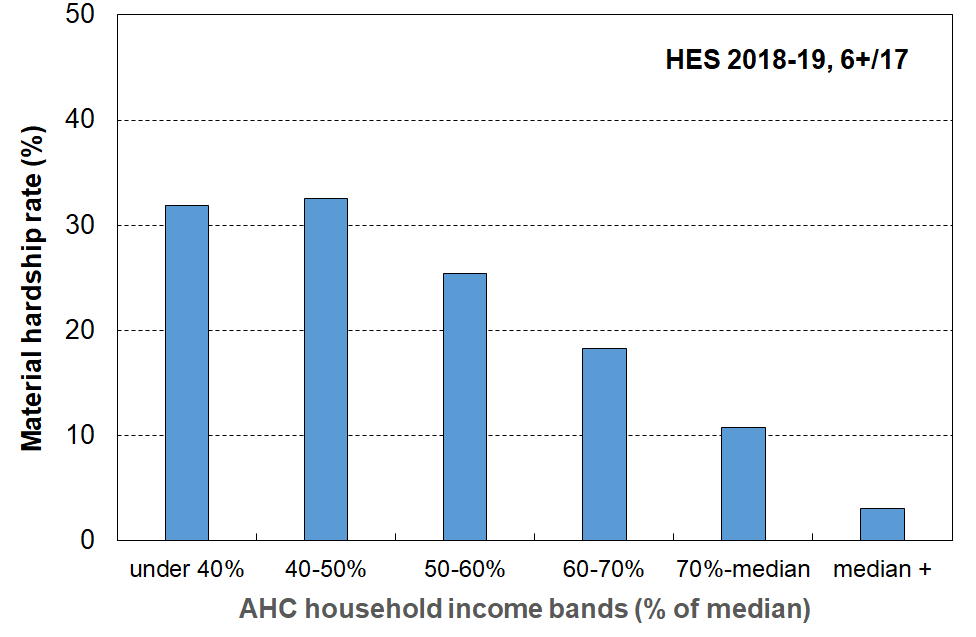 50
HES 2018-19, 6+/17
40
30
20
10
0
Material hardship rate (%)
under 40% 40-50% 50-60% 60-70% 70%-median median +
AHC household income bands (% of median)